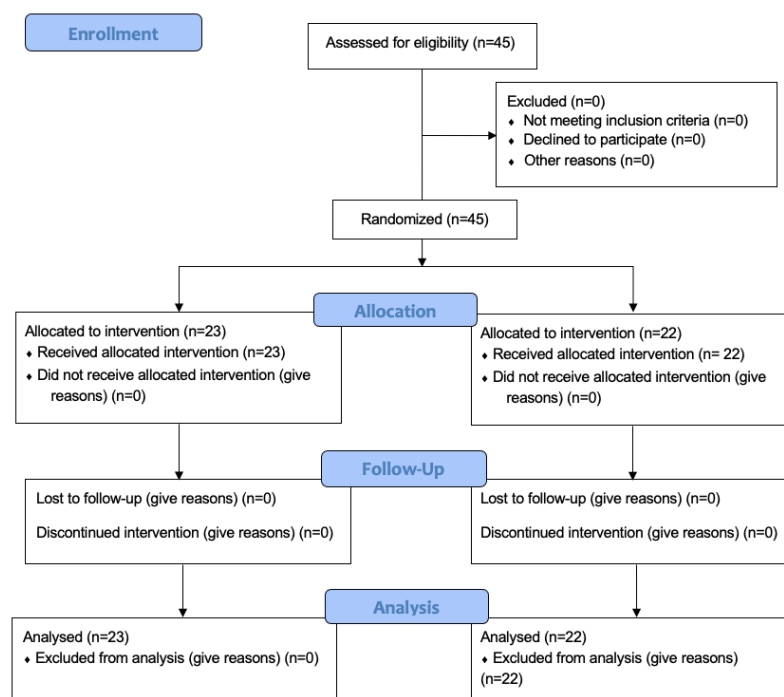 Enrollment
Assessed for eligibility (n=45)
Excluded (n=0)
♦ Not meeting inclusion criteria (n=0)
♦ Declined to participate (n=0)
♦ Other reasons (n=0)
Randomized (n=45)
Allocation
Allocated to intervention (n=23)
♦ Received allocated intervention (n=23)
♦ Did not receive allocated intervention (give
reasons) (n=0)
Allocated to intervention (n=22)
♦ Received allocated intervention (n= 22)
♦ Did not receive allocated intervention (give
reasons) (n=0)
Follow-Up
Lost to follow-up (give reasons) (n=0)
Discontinued intervention (give reasons) (n=0)
Lost to follow-up (give reasons) (n=0)
Discontinued intervention (give reasons) (n=0)
Analysis
Analysed (n=23)
♦ Excluded from analysis (give reasons) (n=0)
Analysed (n=22)
♦ Excluded from analysis (give reasons)
(n=22)